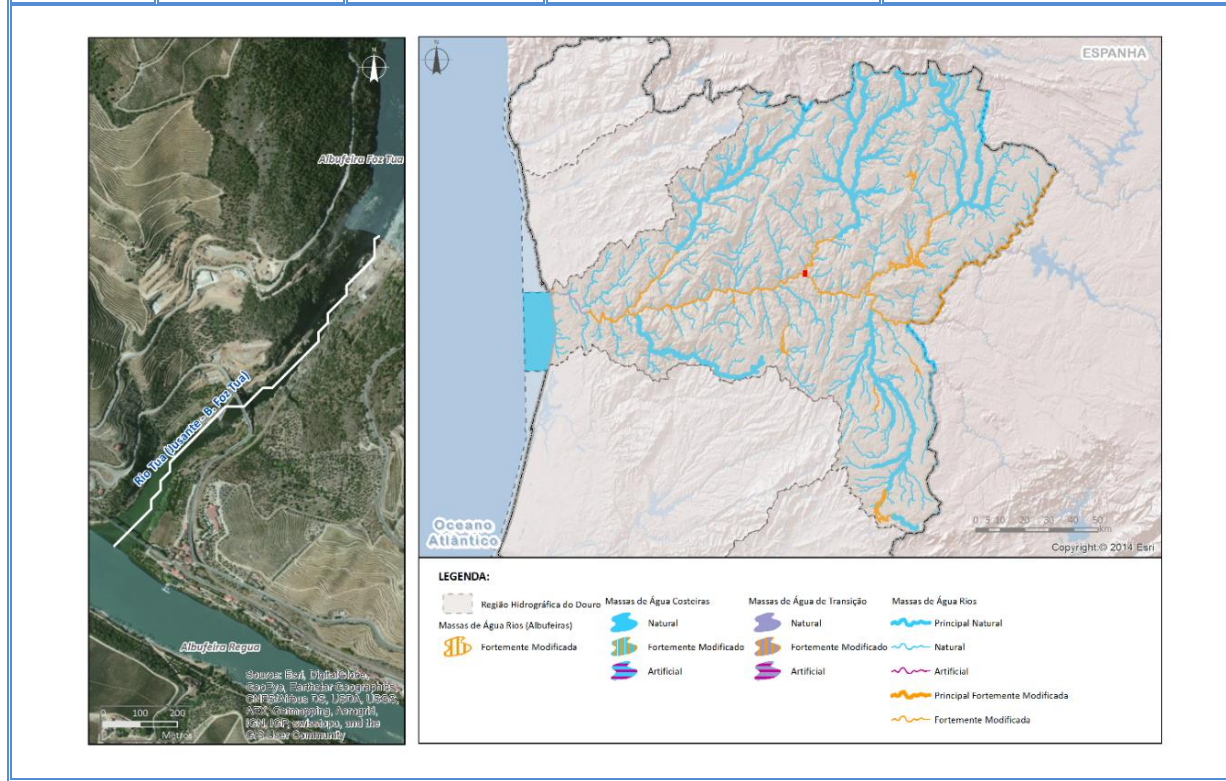 N
Albufeira Foz Tua
Rio Tua (Jusante - B. Foz Tua)
Albufeira Regua
Source: Esri, DigitalGlobe,
GeoEye, Earthstar Geographics,
CNES/Airbus DS, USDA, USGS,
AEX, Getmapping, Aerogrid,
IGN, IGP, swisstopo, and the
GIS User Community
0 100 200
Metros
N
ESPANHA
Oceano
Atlântico
0 5 10 20 30 40 50
km
Copyright:© 2014 Esri
LEGENDA:
Região Hidrográfica do Douro
Massas de Água Rios (Albufeiras)
Fortemente Modificada
Massas de Água Costeiras
Natural
Fortemente Modificado
Artificial
Massas de Água de Transição
Natural
Fortemente Modificado
Artificial
Massas de Água Rios
Principal Natural
Natural
Artificial
Principal Fortemente Modificada
Fortemente Modificada